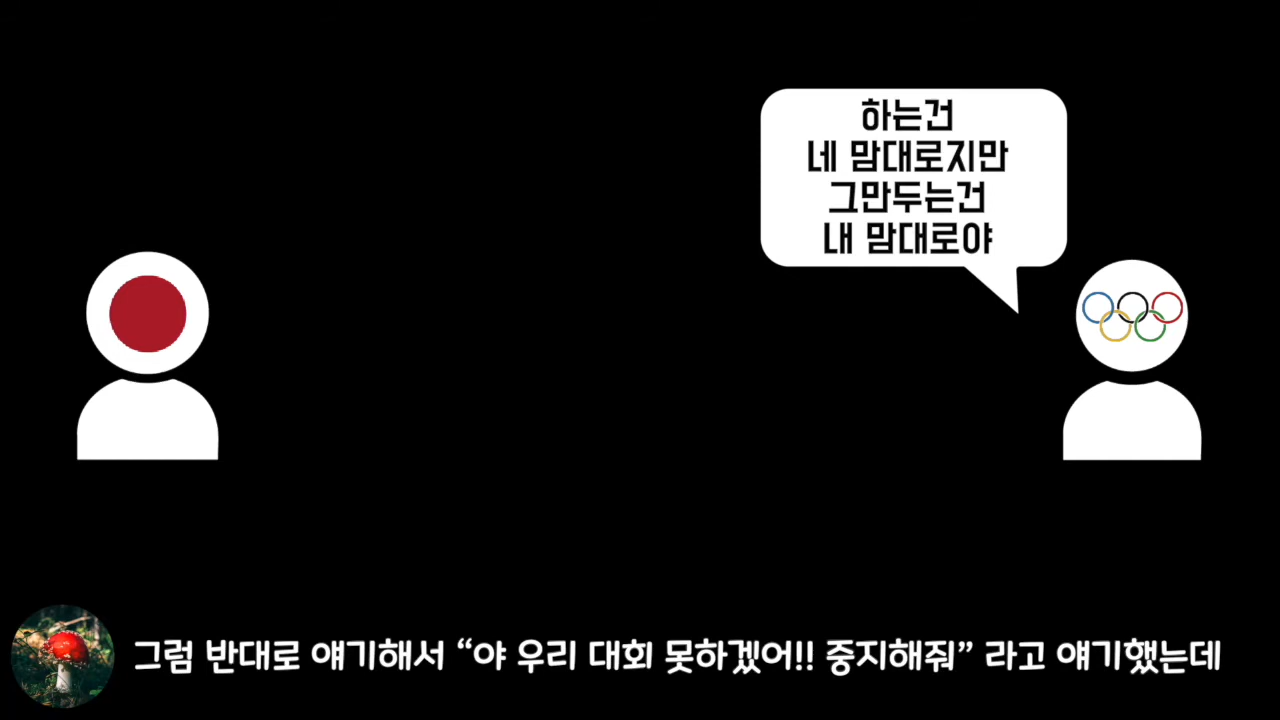 하는건
네 맘대로지만
그만두는건
내 맘대로야
그럼 반대로 얘기해서 “야 우리 대회 못하겠어!! 중지해줘” 라고 얘기했는데